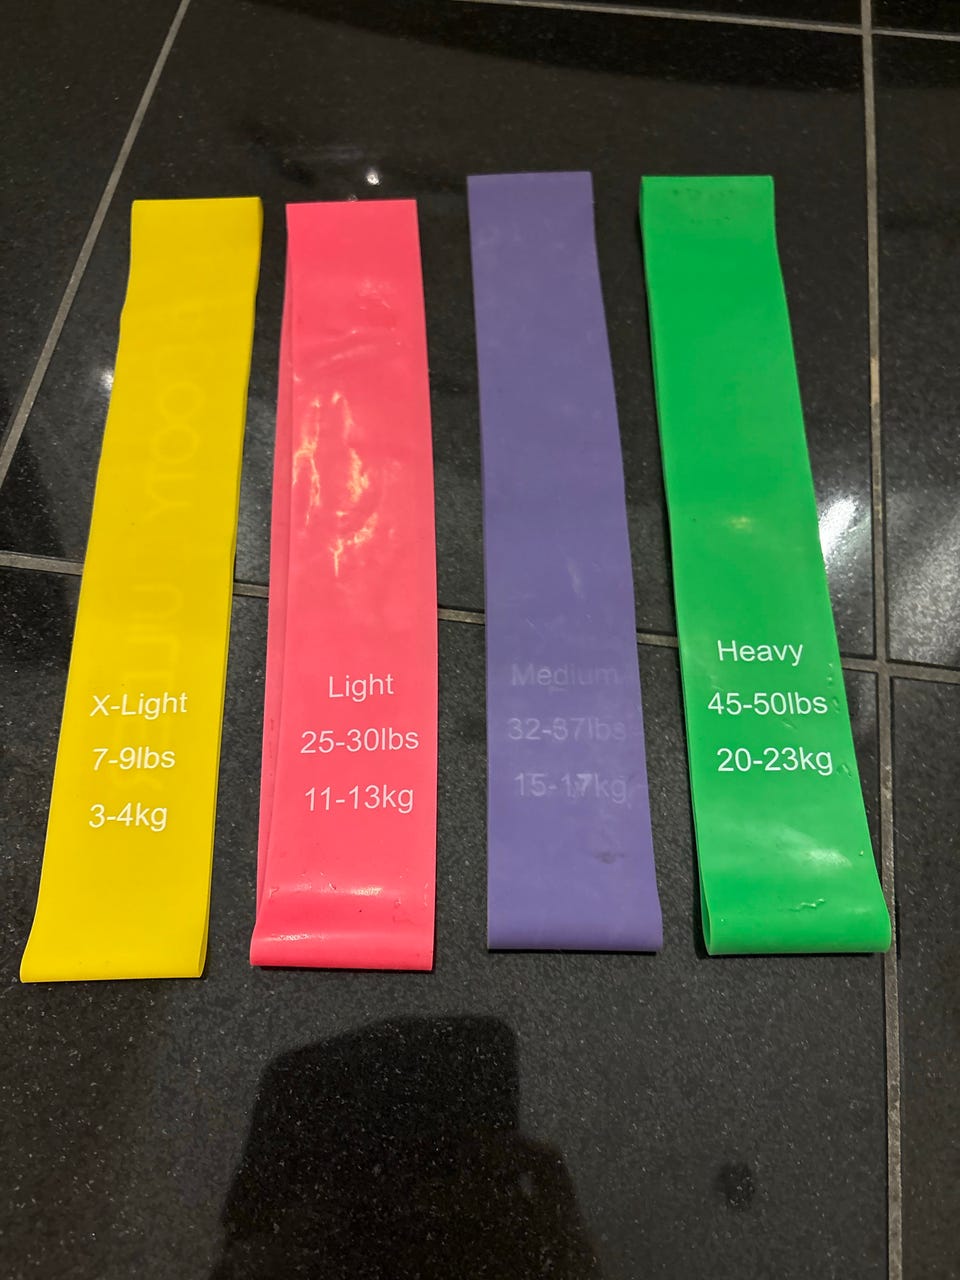 X-Light
7-9lbs
3-4kg
Light
25-30lbs
11-13kg
Medium
32-37lbs
15-17kg
Heavy
45-50lbs
20-23kg